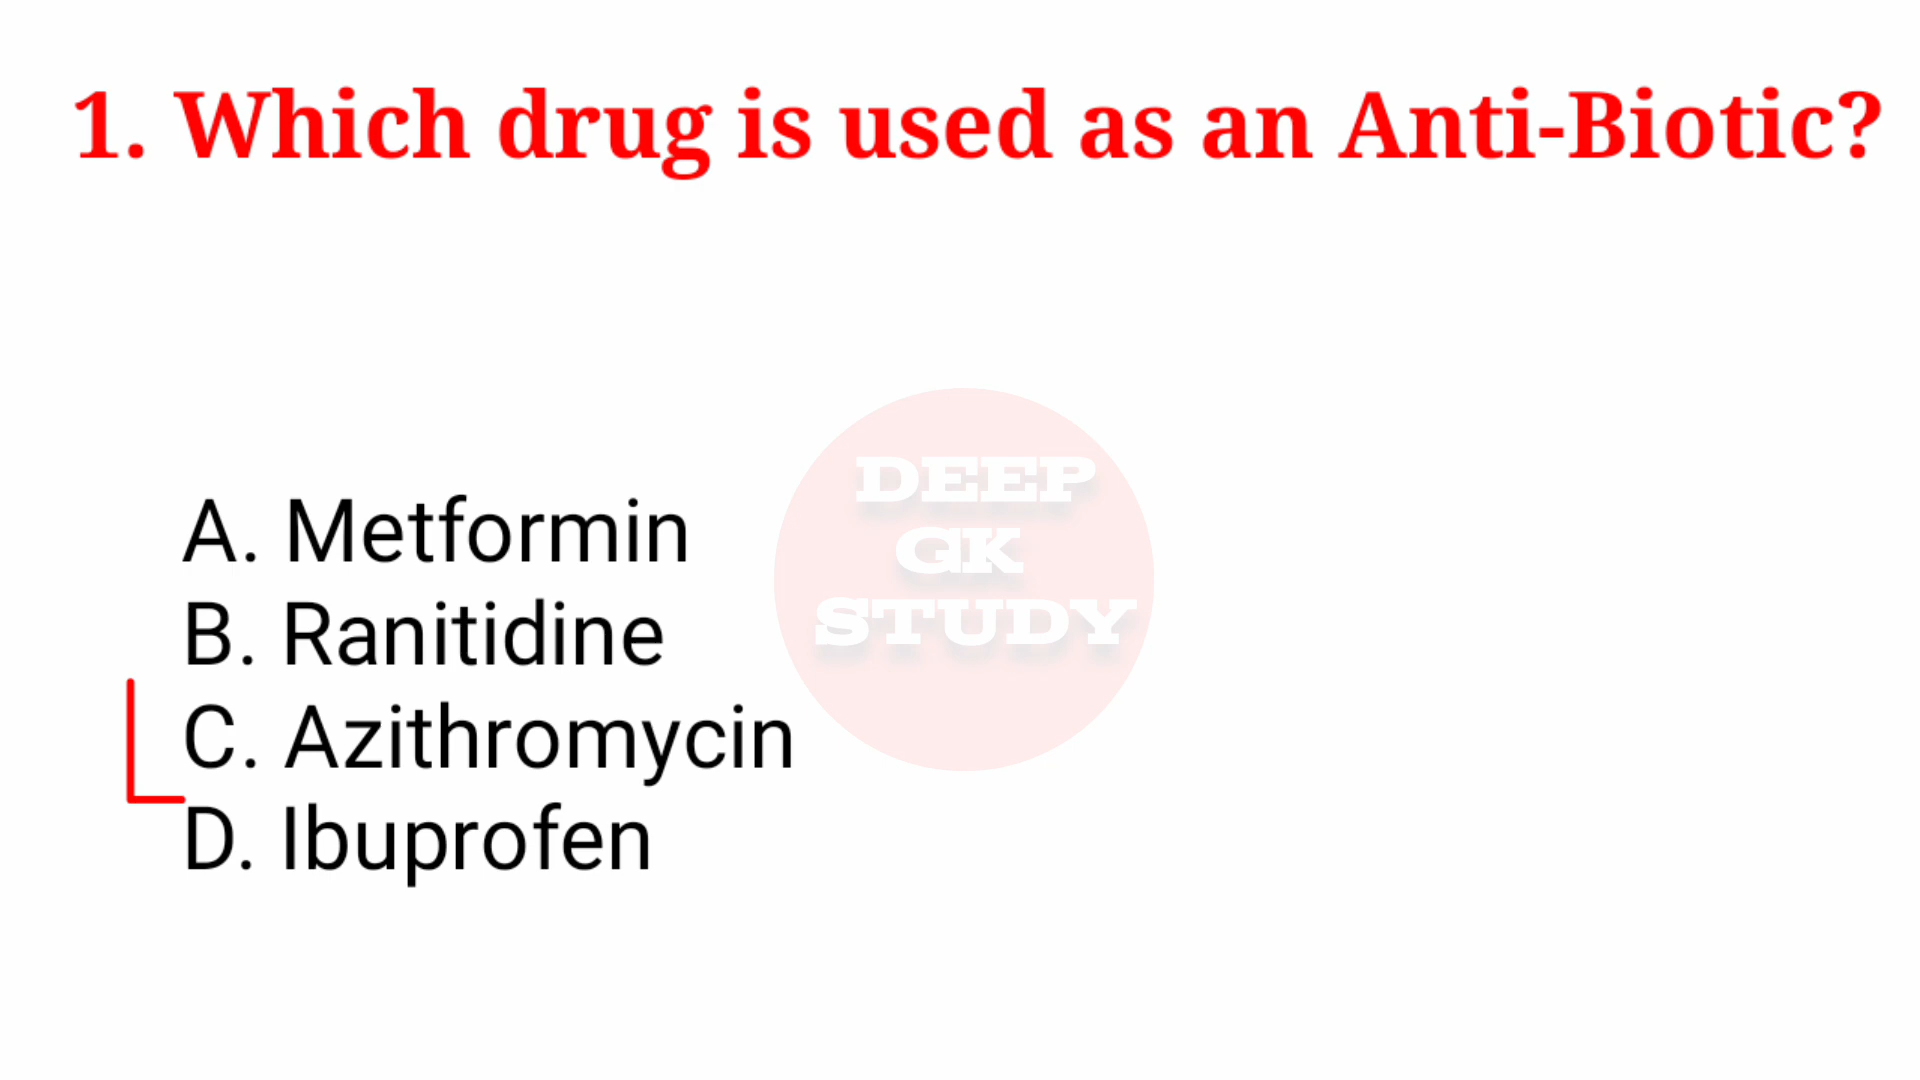 1. Which drug is used as an Anti-Biotic?
DEEP
GK
STUDY
A. Metformin
B. Ranitidine
C. Azithromycin
D. Ibuprofen